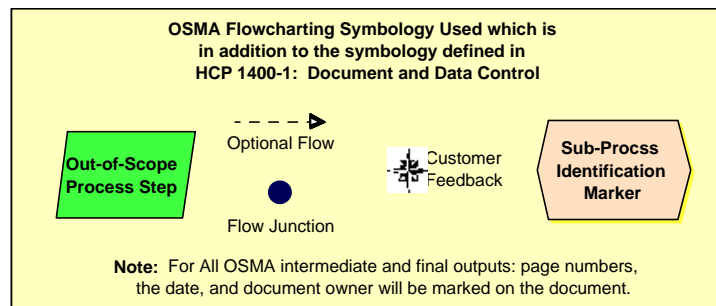 OSMA Flowcharting Symbology Used which is
in addition to the symbology defined in
HCP 1400-1: Document and Data Control
Out-of-Scope
Process Step
Optional Flow
Flow Junction
Customer
Feedback
Sub-Procss
Identification
Marker
Note: For All OSMA intermediate and final outputs: page numbers,
the date, and document owner will be marked on the document.